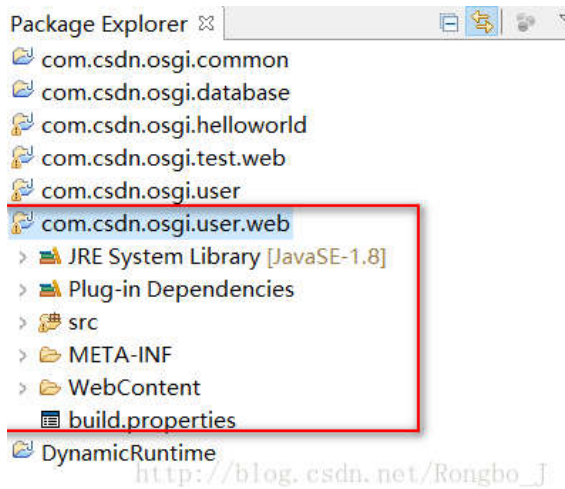 Package Explorer
com.csdn.osgi.common
com.csdn.osgi.database
com.csdn.osgi.helloworld
com.csdn.osgi.test.web
com.csdn.osgi.user
com.csdn.osgi.user.web
JRE System Library [JavaSE-1.8]
Plug-in Dependencies
src
META-INF
WebContent
build.properties
DynamicRuntime
http://blog.csdn.net/Rongbo_J